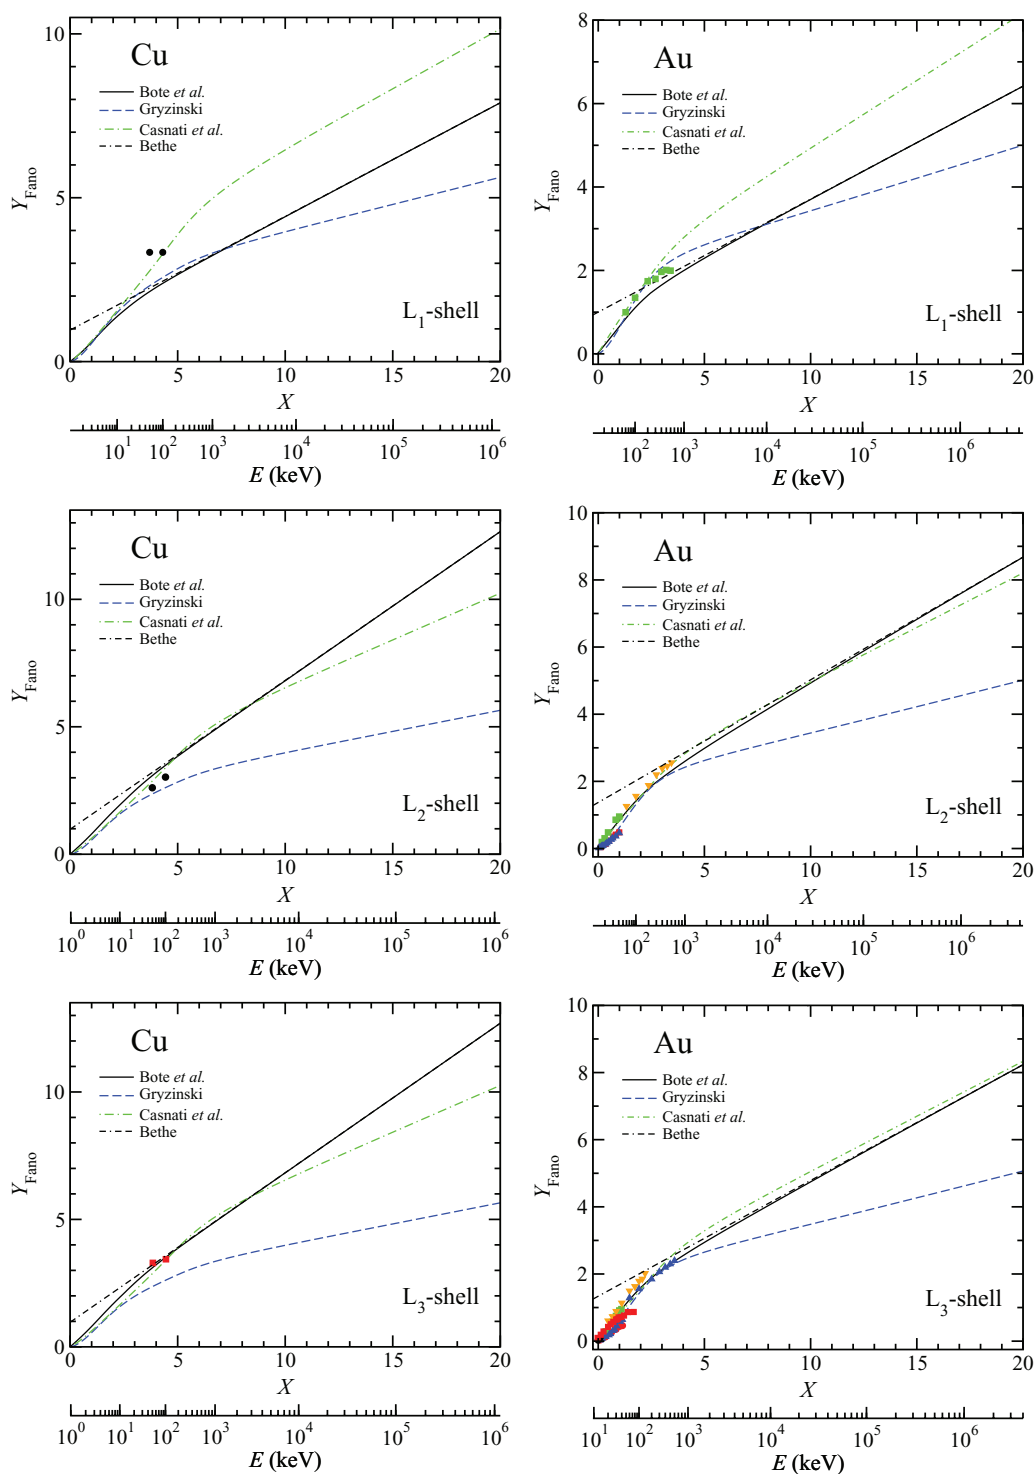 Cu
Bote et al.
Gryzinski
Casnati et al.
Bethe
Y_Fano
10
5
0
L1-shell
0 5 10 15 20
X
10^1 10^2 10^3 10^4 10^5 10^6
E (keV)
Au
Bote et al.
Gryzinski
Casnati et al.
Bethe
Y_Fano
8
6
4
2
0
L1-shell
0 5 10 15 20
X
10^2 10^3 10^4 10^5 10^6
E (keV)
Cu
Bote et al.
Gryzinski
Casnati et al.
Bethe
Y_Fano
10
5
0
L2-shell
0 5 10 15 20
X
10^0 10^1 10^2 10^3 10^4 10^5 10^6
E (keV)
Au
Bote et al.
Gryzinski
Casnati et al.
Bethe
Y_Fano
10
8
6
4
2
0
L2-shell
0 5 10 15 20
X
10^2 10^3 10^4 10^5 10^6
E (keV)
Cu
Bote et al.
Gryzinski
Casnati et al.
Bethe
Y_Fano
10
5
0
L3-shell
0 5 10 15 20
X
10^0 10^1 10^2 10^3 10^4 10^5 10^6
E (keV)
Au
Bote et al.
Gryzinski
Casnati et al.
Bethe
Y_Fano
10
8
6
4
2
0
L3-shell
0 5 10 15 20
X
10^1 10^2 10^3 10^4 10^5 10^6
E (keV)